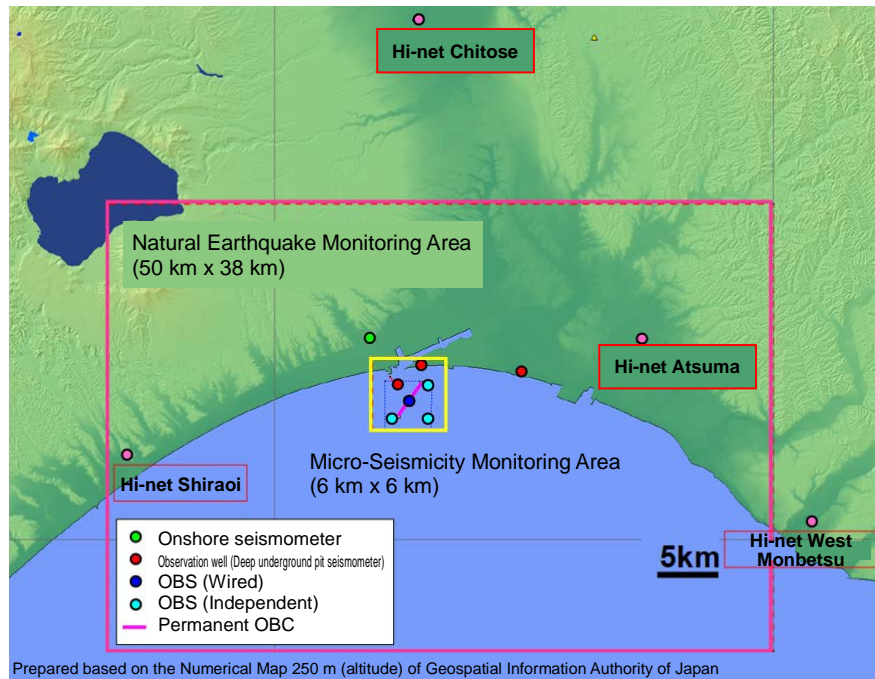 Hi-net Chitose
Natural Earthquake Monitoring Area
(50 km x 38 km)
Hi-net Atsuma
Micro-Seismicity Monitoring Area
(6 km x 6 km)
Hi-net Shiraoi
Hi-net West
Monbetsu
5km
Onshore seismometer
Observation well (Deep underground pit seismometer)
OBS (Wired)
OBS (Independent)
Permanent OBC
Prepared based on the Numerical Map 250 m (altitude) of Geospatial Information Authority of Japan